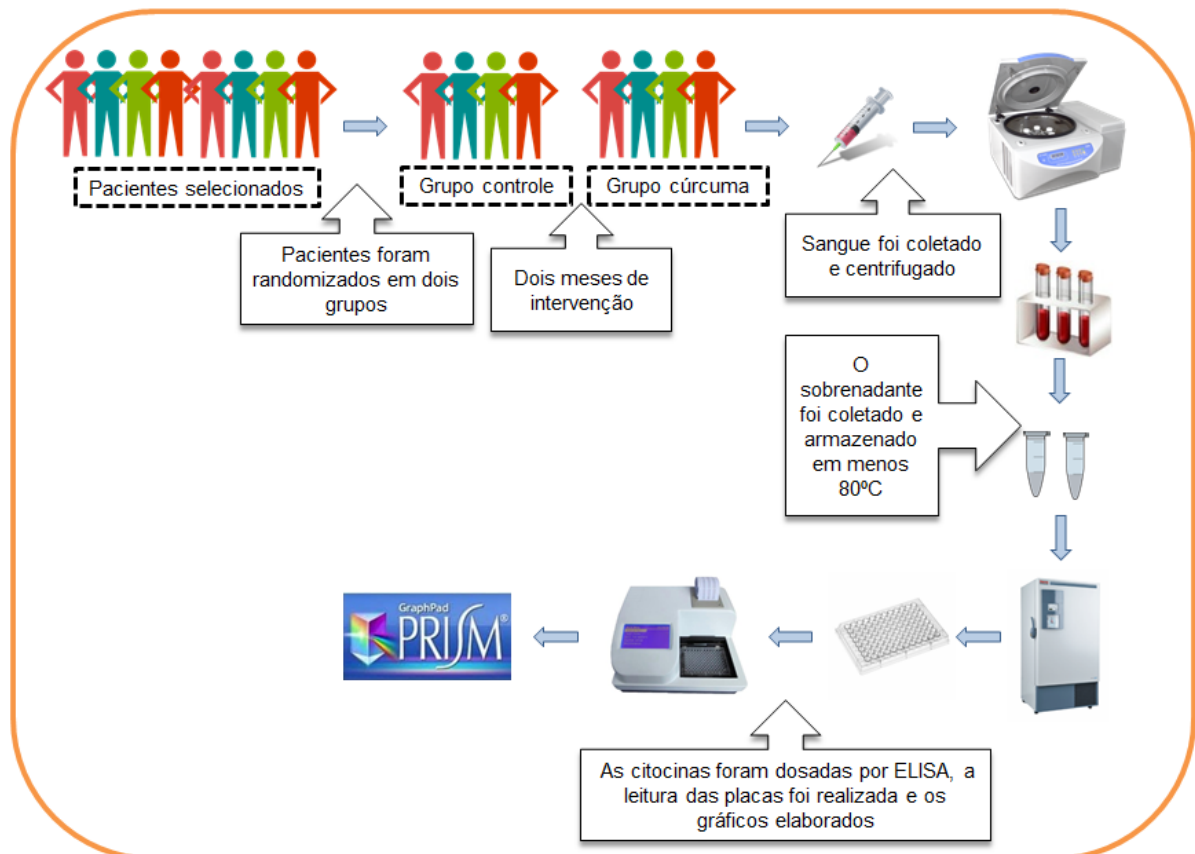 Pacientes selecionados
Grupo controle
Grupo cúrcuma
Pacientes foram
randomizados em dois
grupos
Dois meses de
intervenção
Sangue foi coletado
e centrifugado
O
sobrenadante
foi coletado e
armazenado
em menos
80ºC
GraphPad
PRISM®
As citocinas foram dosadas por ELISA, a
leitura das placas foi realizada e os
gráficos elaborados